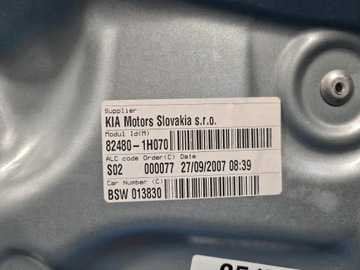 Supplier
KIA Motors Slovakia s.r.o.
Modul Id(M)
82480-1H070
ALC code Order(C) Date
S02 000077 27/09/2007 08:39
Car Number (C)
BSW 013830